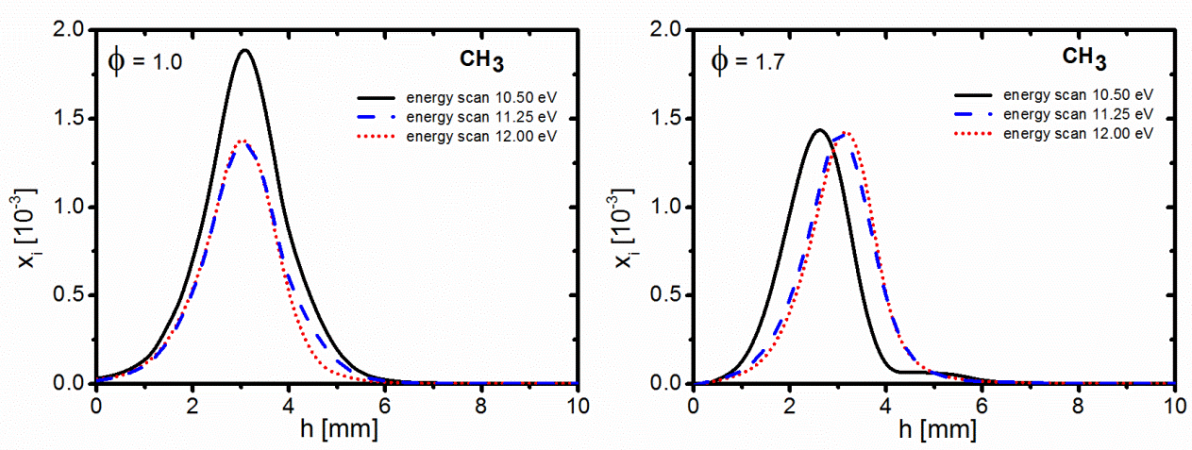 2.0
ϕ = 1.0
CH3
energy scan 10.50 eV
energy scan 11.25 eV
energy scan 12.00 eV
1.5
1.0
0.5
0.0
xi [10-3]
0 2 4 6 8 10
h [mm]
2.0
ϕ = 1.7
CH3
energy scan 10.50 eV
energy scan 11.25 eV
energy scan 12.00 eV
1.5
1.0
0.5
0.0
xi [10-3]
0 2 4 6 8 10
h [mm]